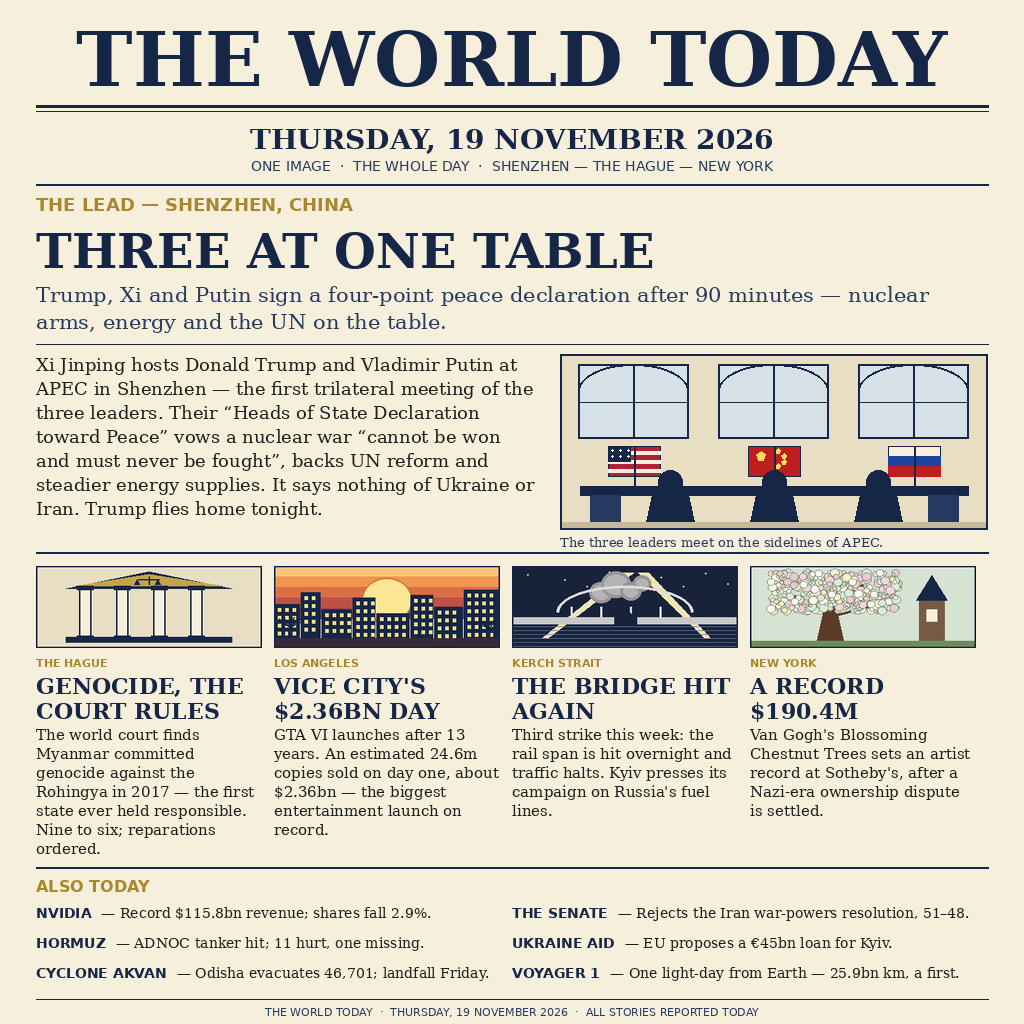 THE WORLD TODAY
THURSDAY, 19 NOVEMBER 2026
ONE IMAGE · THE WHOLE DAY · SHENZHEN — THE HAGUE — NEW YORK
THE LEAD — SHENZHEN, CHINA
THREE AT ONE TABLE
Trump, Xi and Putin sign a four-point peace declaration after 90 minutes — nuclear
arms, energy and the UN on the table.
Xi Jinping hosts Donald Trump and Vladimir Putin at
APEC in Shenzhen — the first trilateral meeting of the
three leaders. Their “Heads of State Declaration
toward Peace” vows a nuclear war “cannot be won
and must never be fought”, backs UN reform and
steadier energy supplies. It says nothing of Ukraine or
Iran. Trump flies home tonight.
The three leaders meet on the sidelines of APEC.
THE HAGUE
GENOCIDE, THE
COURT RULES
The world court finds
Myanmar committed
genocide against the
Rohingya in 2017 — the first
state ever held responsible.
Nine to six; reparations
ordered.
LOS ANGELES
VICE CITY'S
$2.36BN DAY
GTA VI launches after 13
years. An estimated 24.6m
copies sold on day one, about
$2.36bn — the biggest
entertainment launch on
record.
KERCH STRAIT
THE BRIDGE HIT
AGAIN
Third strike this week: the
rail span is hit overnight and
traffic halts. Kyiv presses its
campaign on Russia's fuel
lines.
NEW YORK
A RECORD
$190.4M
Van Gogh's Blossoming
Chestnut Trees sets an artist
record at Sotheby's, after a
Nazi-era ownership dispute
is settled.
ALSO TODAY
NVIDIA — Record $115.8bn revenue; shares fall 2.9%.
HORMUZ — ADNOC tanker hit; 11 hurt, one missing.
CYCLONE AKVAN — Odisha evacuates 46,701; landfall Friday.
THE SENATE — Rejects the Iran war-powers resolution, 51–48.
UKRAINE AID — EU proposes a €45bn loan for Kyiv.
VOYAGER 1 — One light-day from Earth — 25.9bn km, a first.
THE WORLD TODAY · THURSDAY, 19 NOVEMBER 2026 · ALL STORIES REPORTED TODAY